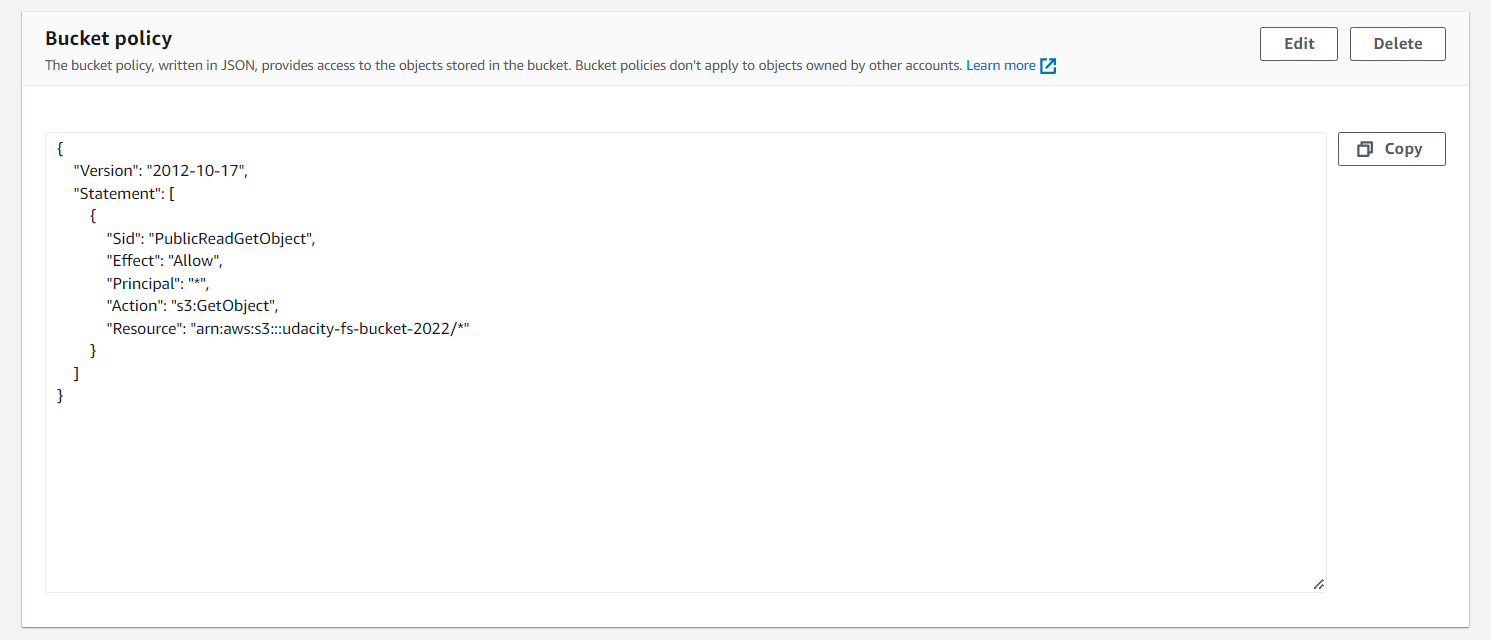 Bucket policy
Edit
Delete
The bucket policy, written in JSON, provides access to the objects stored in the bucket. Bucket policies don't apply to objects owned by other accounts. Learn more
Copy
{
    "Version": "2012-10-17",
    "Statement": [
        {
            "Sid": "PublicReadGetObject",
            "Effect": "Allow",
            "Principal": "*",
            "Action": "s3:GetObject",
            "Resource": "arn:aws:s3:::udacity-fs-bucket-2022/*"
        }
    ]
}